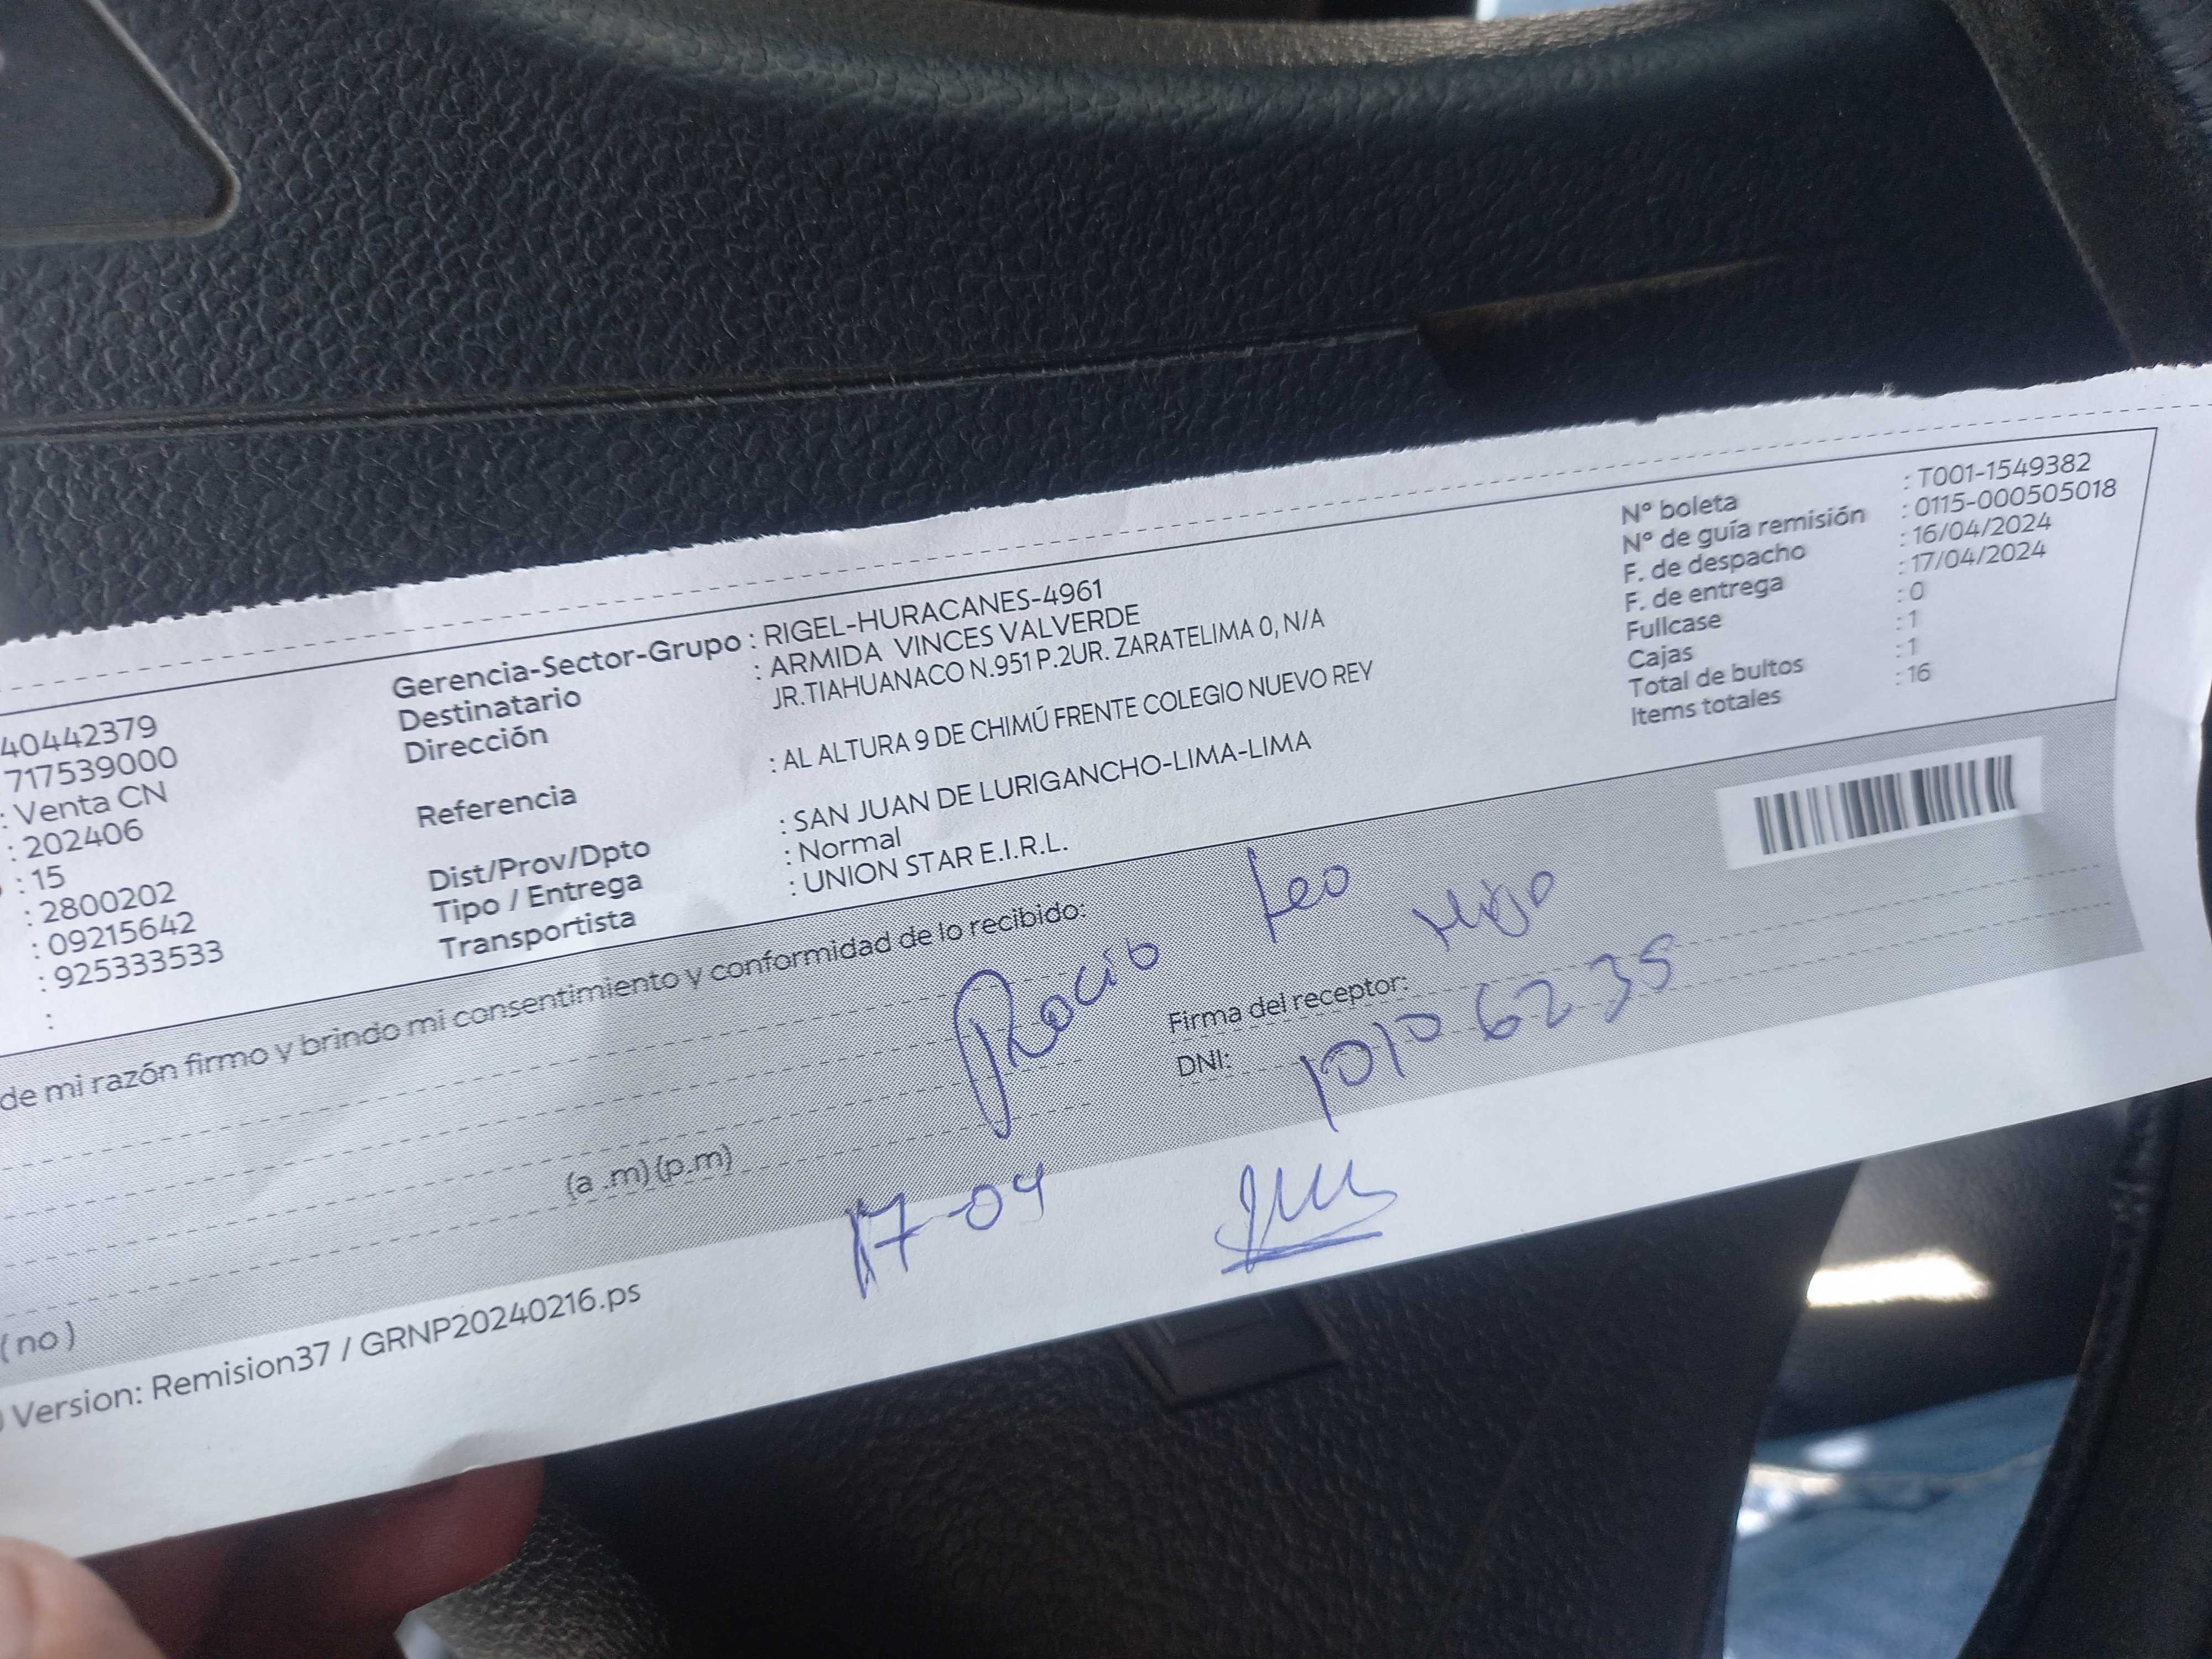 40442379
717539000
: Venta CN
: 202406
: 15
: 2800202
: 09215642
: 925333533
:
Gerencia-Sector-Grupo : RIGEL-HURACANES-4961
Destinatario : ARMIDA VINCES VALVERDE
Dirección JR.TIAHUANACO N.951 P.2UR. ZARATELIMA 0, N/A
Referencia : AL ALTURA 9 DE CHIMÚ FRENTE COLEGIO NUEVO REY
Dist/Prov/Dpto : SAN JUAN DE LURIGANCHO-LIMA-LIMA
Tipo / Entrega : Normal
Transportista : UNION STAR E.I.R.L.
N° boleta : T001-1549382
N° de guía remisión : 0115-000505018
F. de despacho : 16/04/2024
F. de entrega : 17/04/2024
Fullcase : 0
Cajas : 1
Total de bultos : 1
Items totales : 16
de mi razón firmo y brindo mi consentimiento y conformidad de lo recibido:
Rocio Leo
Firma del receptor:
DNI: 10106235
(a .m) (p.m)
17-04
( no )
Version: Remision37 / GRNP20240216.ps